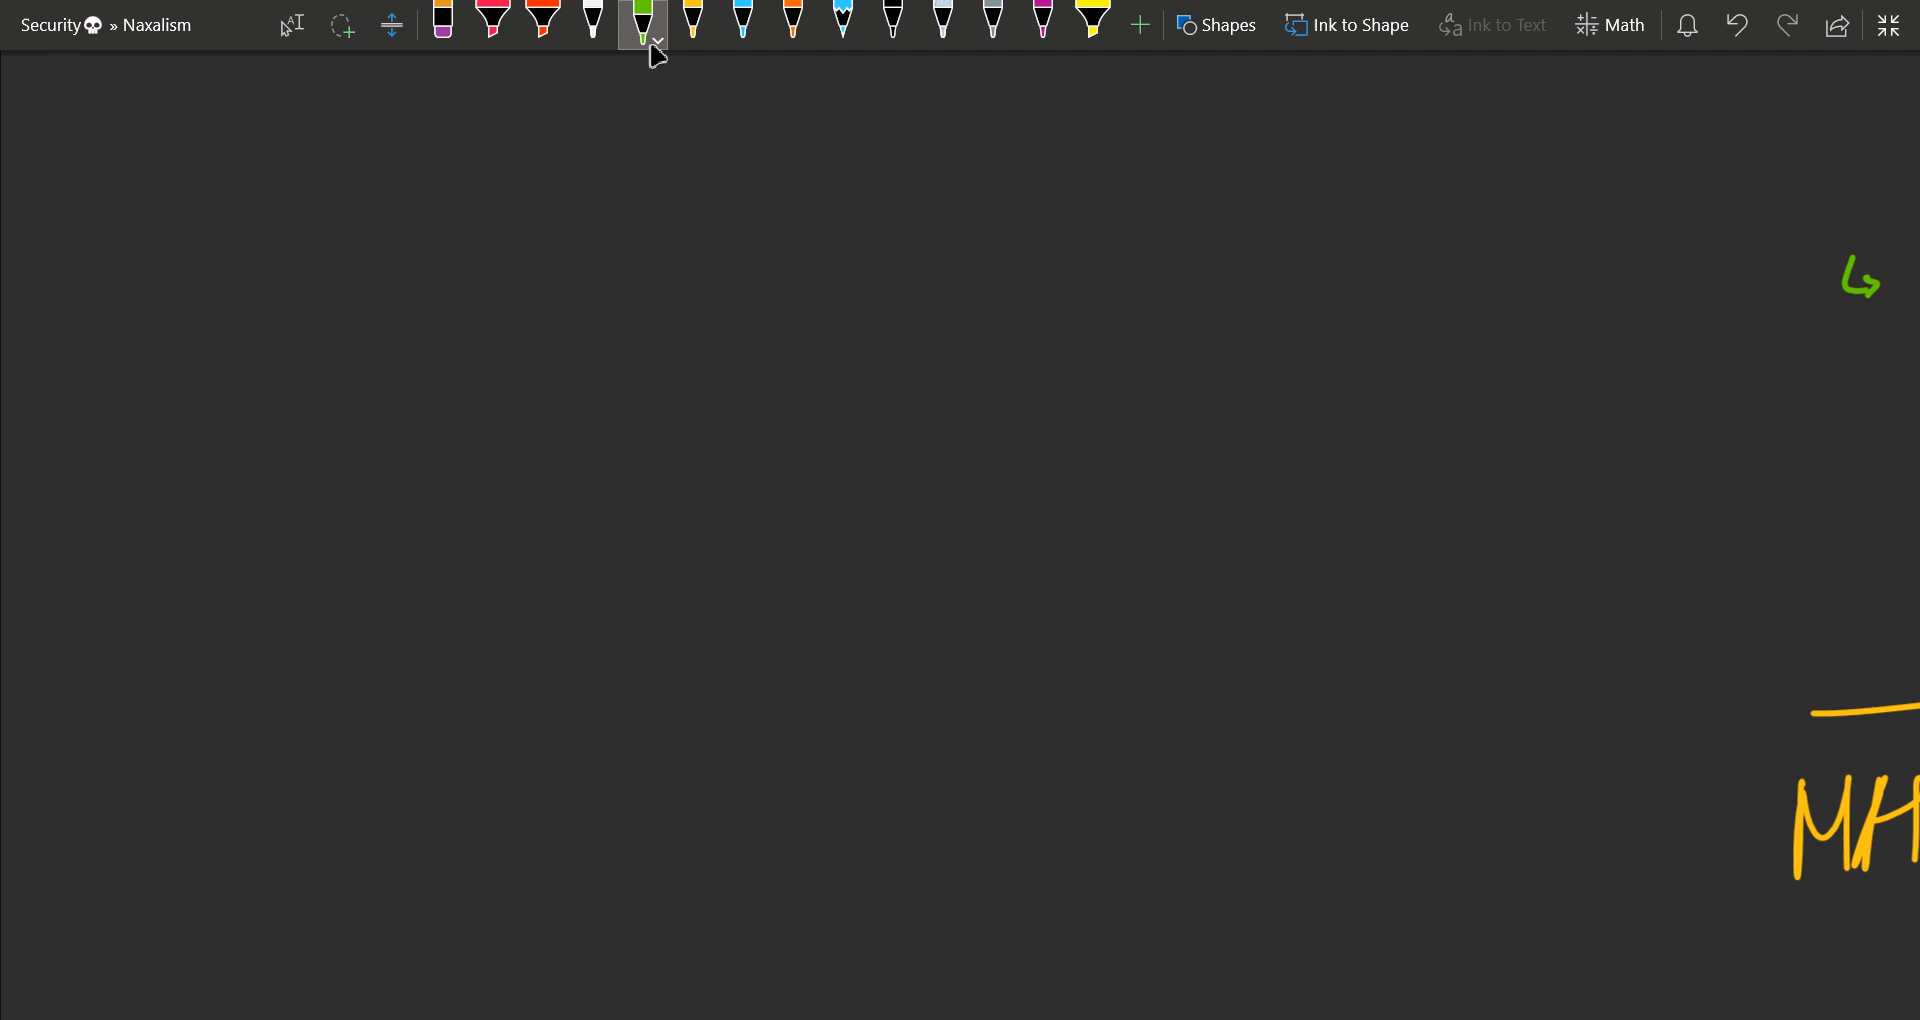 Security💀 » Naxalism
Shapes
Ink to Shape
Ink to Text
Math